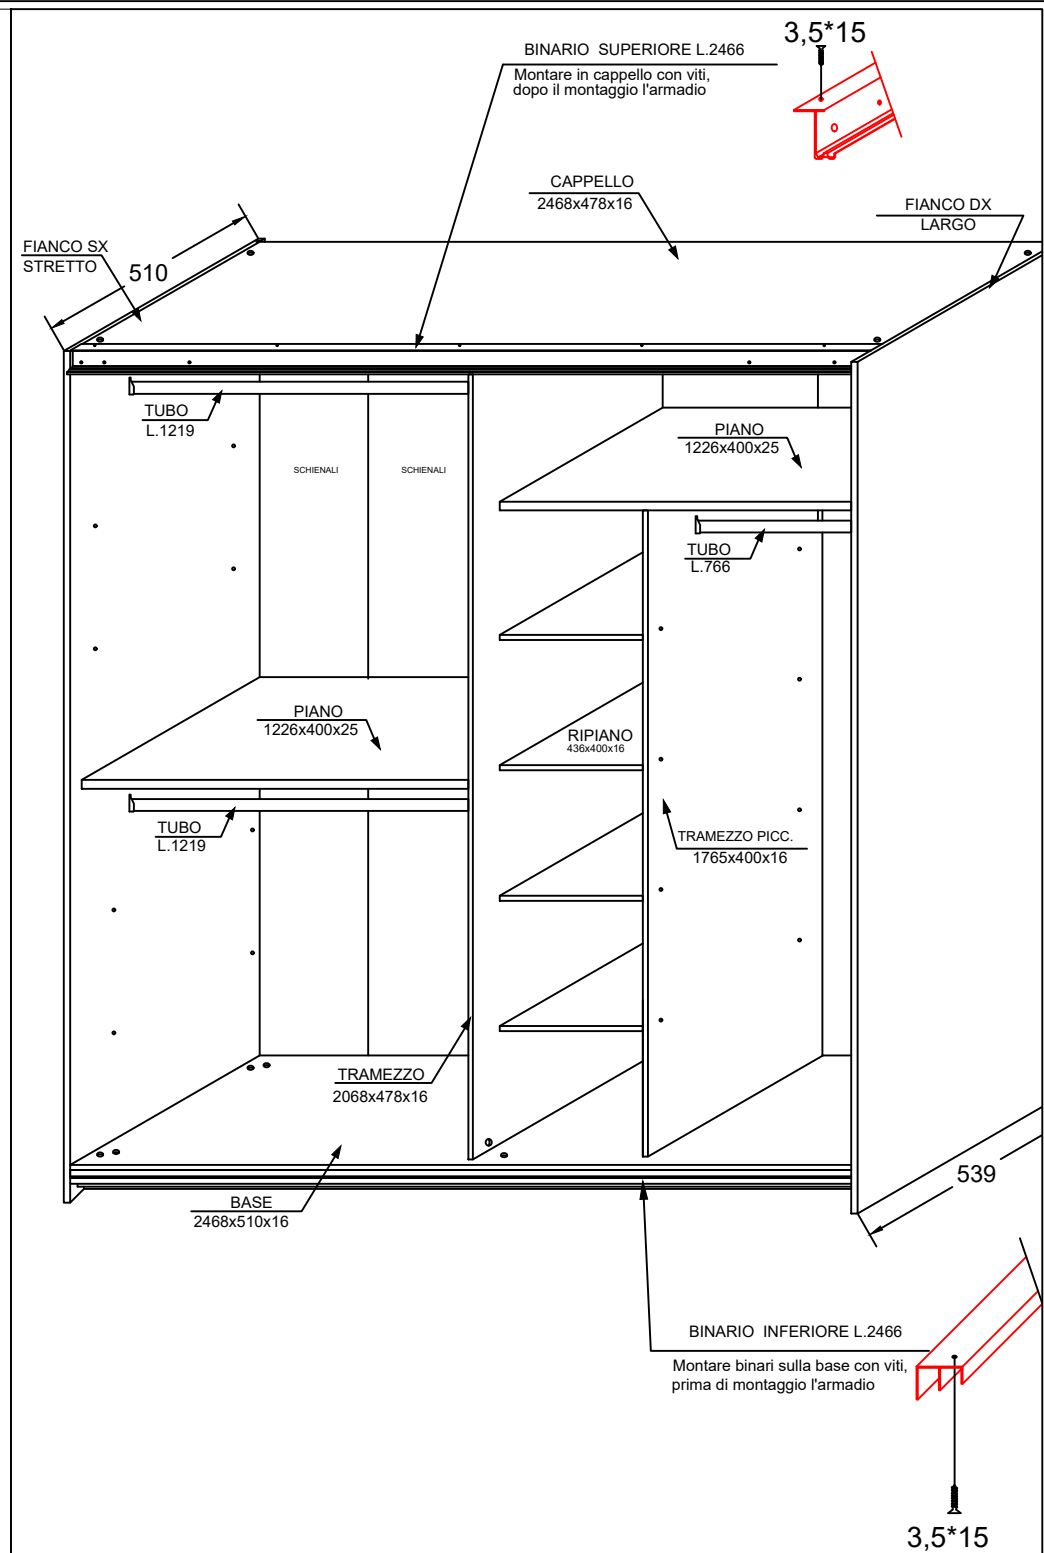 3,5*15
BINARIO SUPERIORE L.2466
Montare in cappello con viti,
dopo il montaggio l'armadio
CAPPELLO
2468x478x16
FIANCO DX
LARGO
FIANCO SX
STRETTO
510
TUBO
L.1219
PIANO
1226x400x25
SCHIENALI
SCHIENALI
TUBO
L.766
PIANO
1226x400x25
RIPIANO
436x400x16
TUBO
L.1219
TRAMEZZO PICC.
1765x400x16
TRAMEZZO
2068x478x16
539
BASE
2468x510x16
BINARIO INFERIORE L.2466
Montare binari sulla base con viti,
prima di montaggio l'armadio
3,5*15